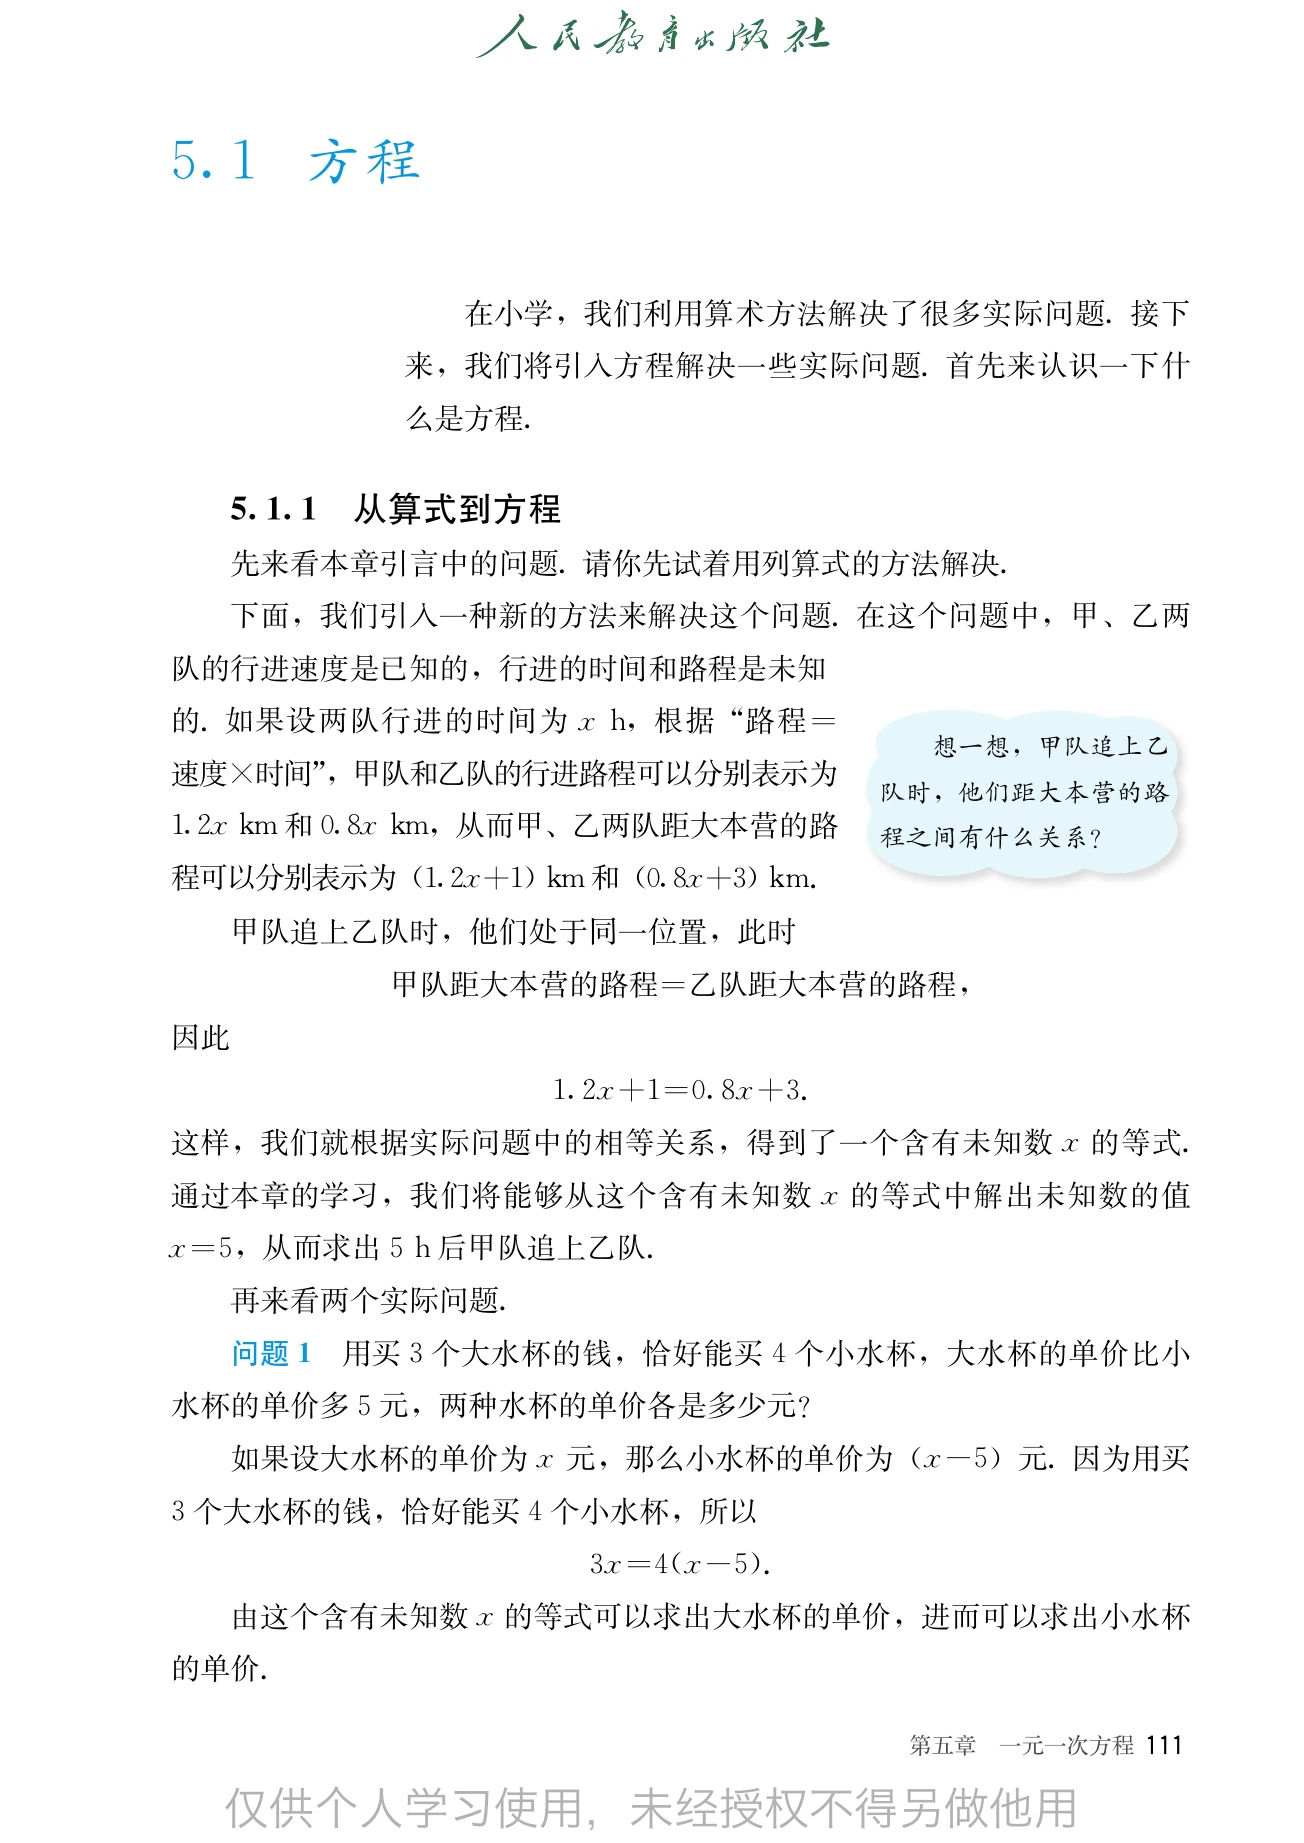 人民教育出版社
5.1 方程
在小学，我们利用算术方法解决了很多实际问题. 接下
来，我们将引入方程解决一些实际问题. 首先来认识一下什
么是方程.
5.1.1 从算式到方程
先来看本章引言中的问题. 请你先试着用列算式的方法解决.
下面，我们引入一种新的方法来解决这个问题. 在这个问题中，甲、乙两
队的行进速度是已知的，行进的时间和路程是未知
的. 如果设两队行进的时间为 x h，根据“路程=
速度×时间”，甲队和乙队的行进路程可以分别表示为
1.2x km 和 0.8x km，从而甲、乙两队距大本营的路
程可以分别表示为（1.2x+1）km 和（0.8x+3）km.
想一想，甲队追上乙
队时，他们距大本营的路
程之间有什么关系？
甲队追上乙队时，他们处于同一位置，此时
甲队距大本营的路程=乙队距大本营的路程，
因此
1.2x+1=0.8x+3.
这样，我们就根据实际问题中的相等关系，得到了一个含有未知数 x 的等式.
通过本章的学习，我们将能够从这个含有未知数 x 的等式中解出未知数的值
x=5，从而求出 5 h 后甲队追上乙队.
再来看两个实际问题.
问题 1 用买 3 个大水杯的钱，恰好能买 4 个小水杯，大水杯的单价比小
水杯的单价多 5 元，两种水杯的单价各是多少元？
如果设大水杯的单价为 x 元，那么小水杯的单价为（x-5）元. 因为用买
3 个大水杯的钱，恰好能买 4 个小水杯，所以
3x=4(x-5).
由这个含有未知数 x 的等式可以求出大水杯的单价，进而可以求出小水杯
的单价.
第五章 一元一次方程 111
仅供个人学习使用，未经授权不得另做他用